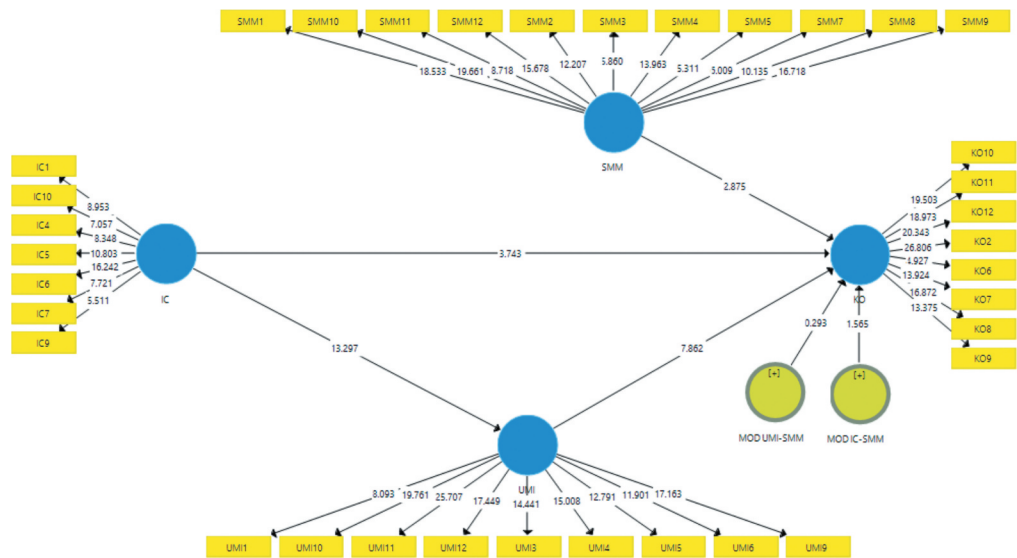 SMM1 SMM10 SMM11 SMM12 SMM2 SMM3 SMM4 SMM5 SMM7 SMM8 SMM9
18.533 19.661 8.718 15.678 12.207 5.860 13.963 5.311 5.009 10.135 16.718
SMM
IC1
IC10
IC4
IC5
IC6
IC7
IC9
8.953
7.057
8.348
10.803
16.242
7.721
5.511
IC
2.875
3.743
13.297
7.862
KO10
KO11
KO12
KO2
KO6
KO7
KO8
KO9
19.503
18.973
20.343
26.806
4.927
13.924
16.872
13.375
KO
0.293
1.565
[+] [+]
MOD UMI-SMM MOD IC-SMM
UMI
8.093 19.761 25.707 17.449 14.441 15.008 12.791 11.901 17.163
UMI1 UMI10 UMI11 UMI12 UMI3 UMI4 UMI5 UMI6 UMI9